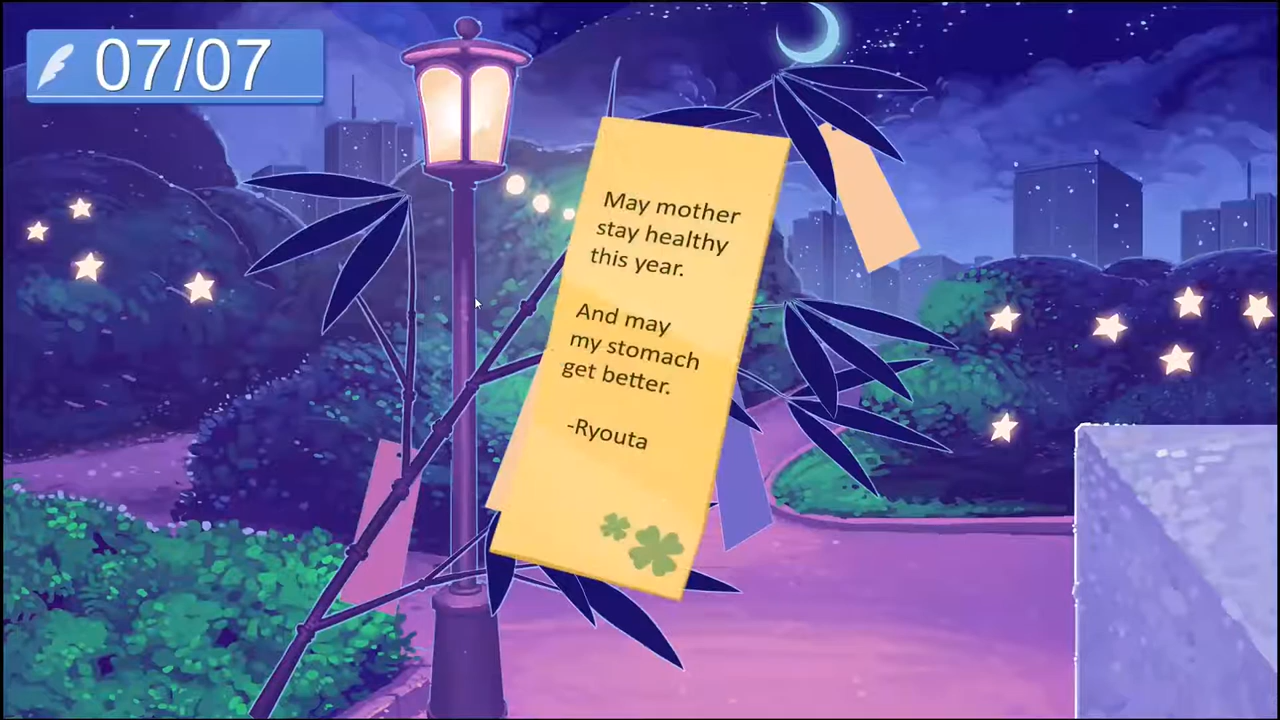 07/07
May mother
stay healthy
this year.
And may
my stomach
get better.
-Ryouta